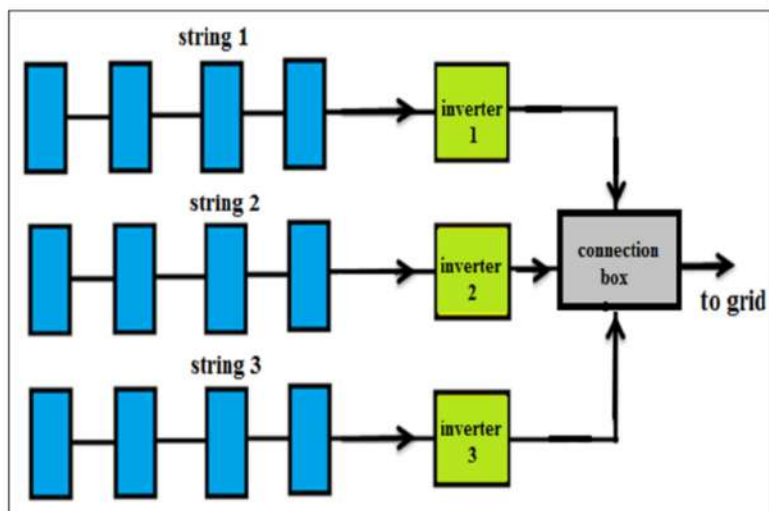 string 1
inverter
1
string 2
inverter
2
connection
box
to grid
string 3
inverter
3